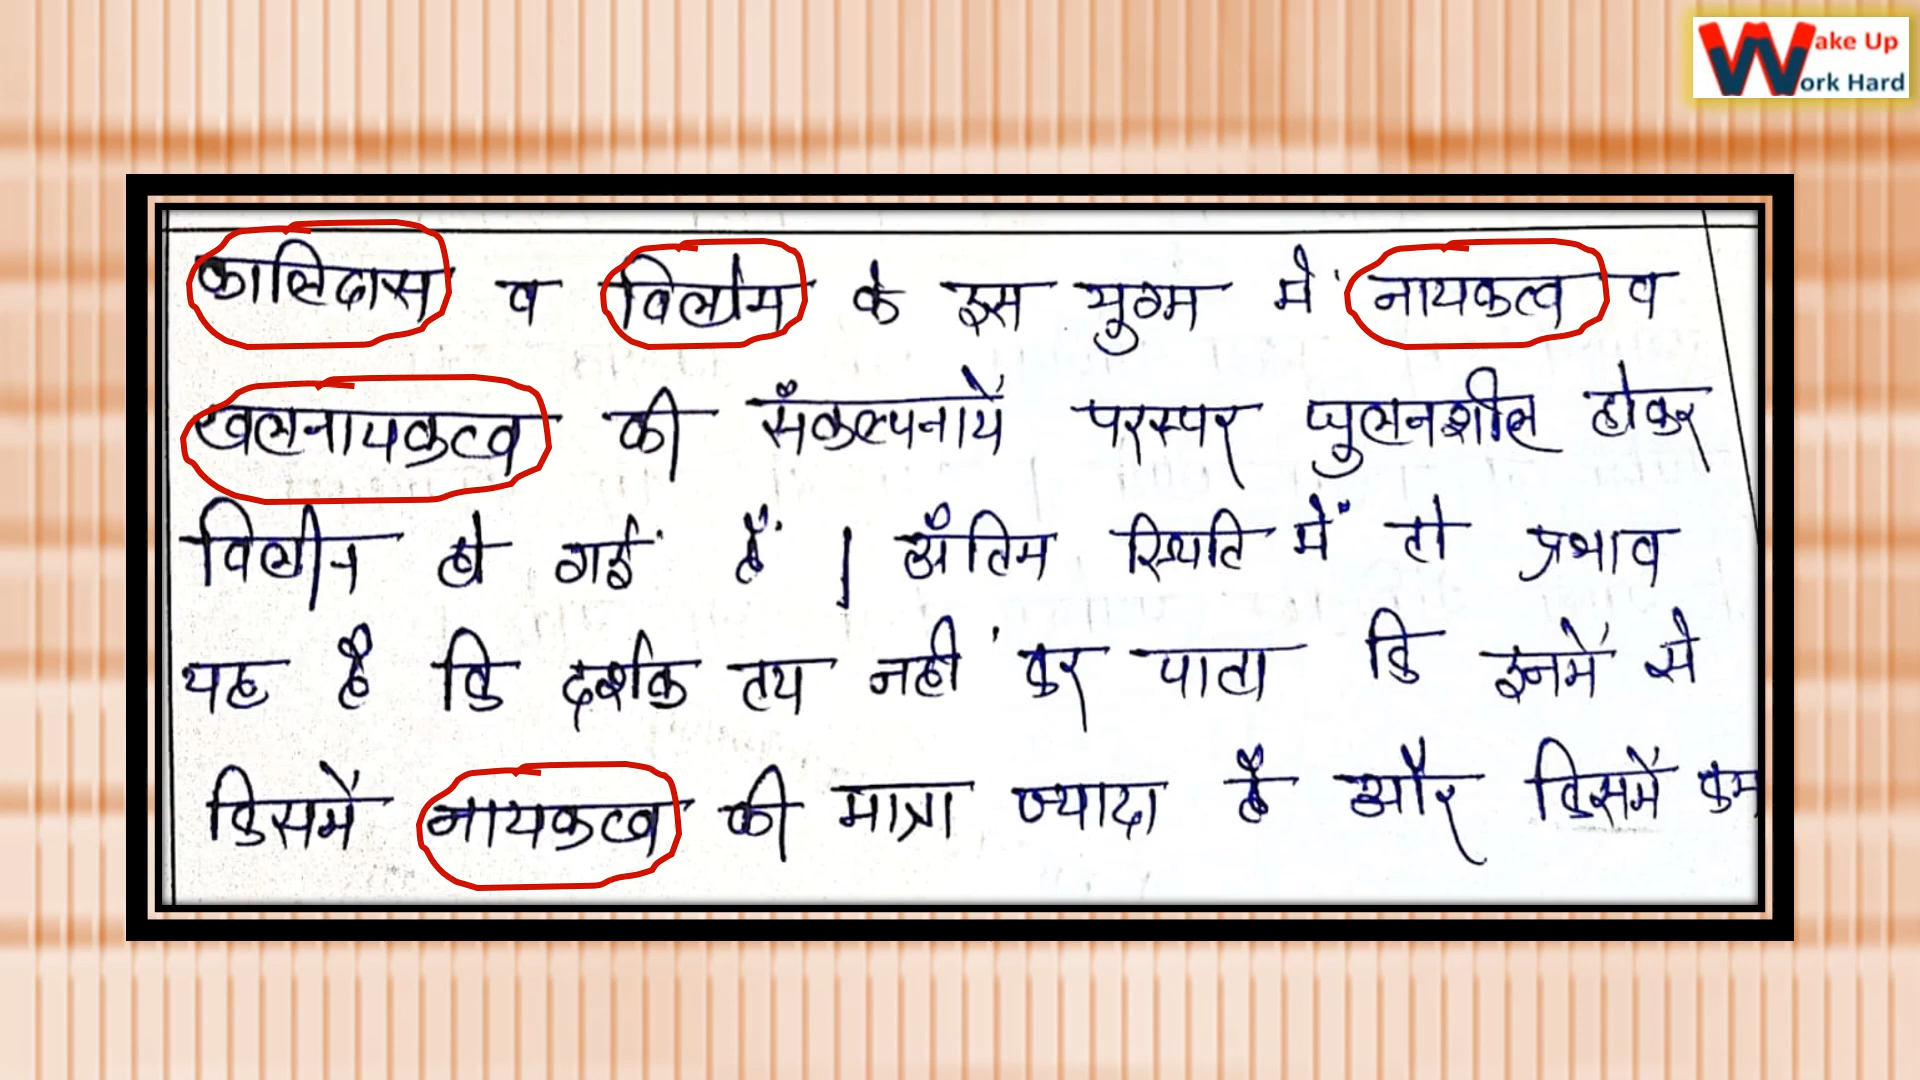 Wake Up
Work Hard
कालिदास व विलोम के इस युग्म में नायकत्व व
खलनायकत्व की संकल्पनायें परस्पर घुलनशील होकर
विलीन हो गई हैं । अंतिम स्थिति में तो प्रभाव
यह है कि दर्शक तय नहीं कर पाता कि इनमें से
किसमें नायकत्व की मात्रा ज्यादा है और किसमें कम